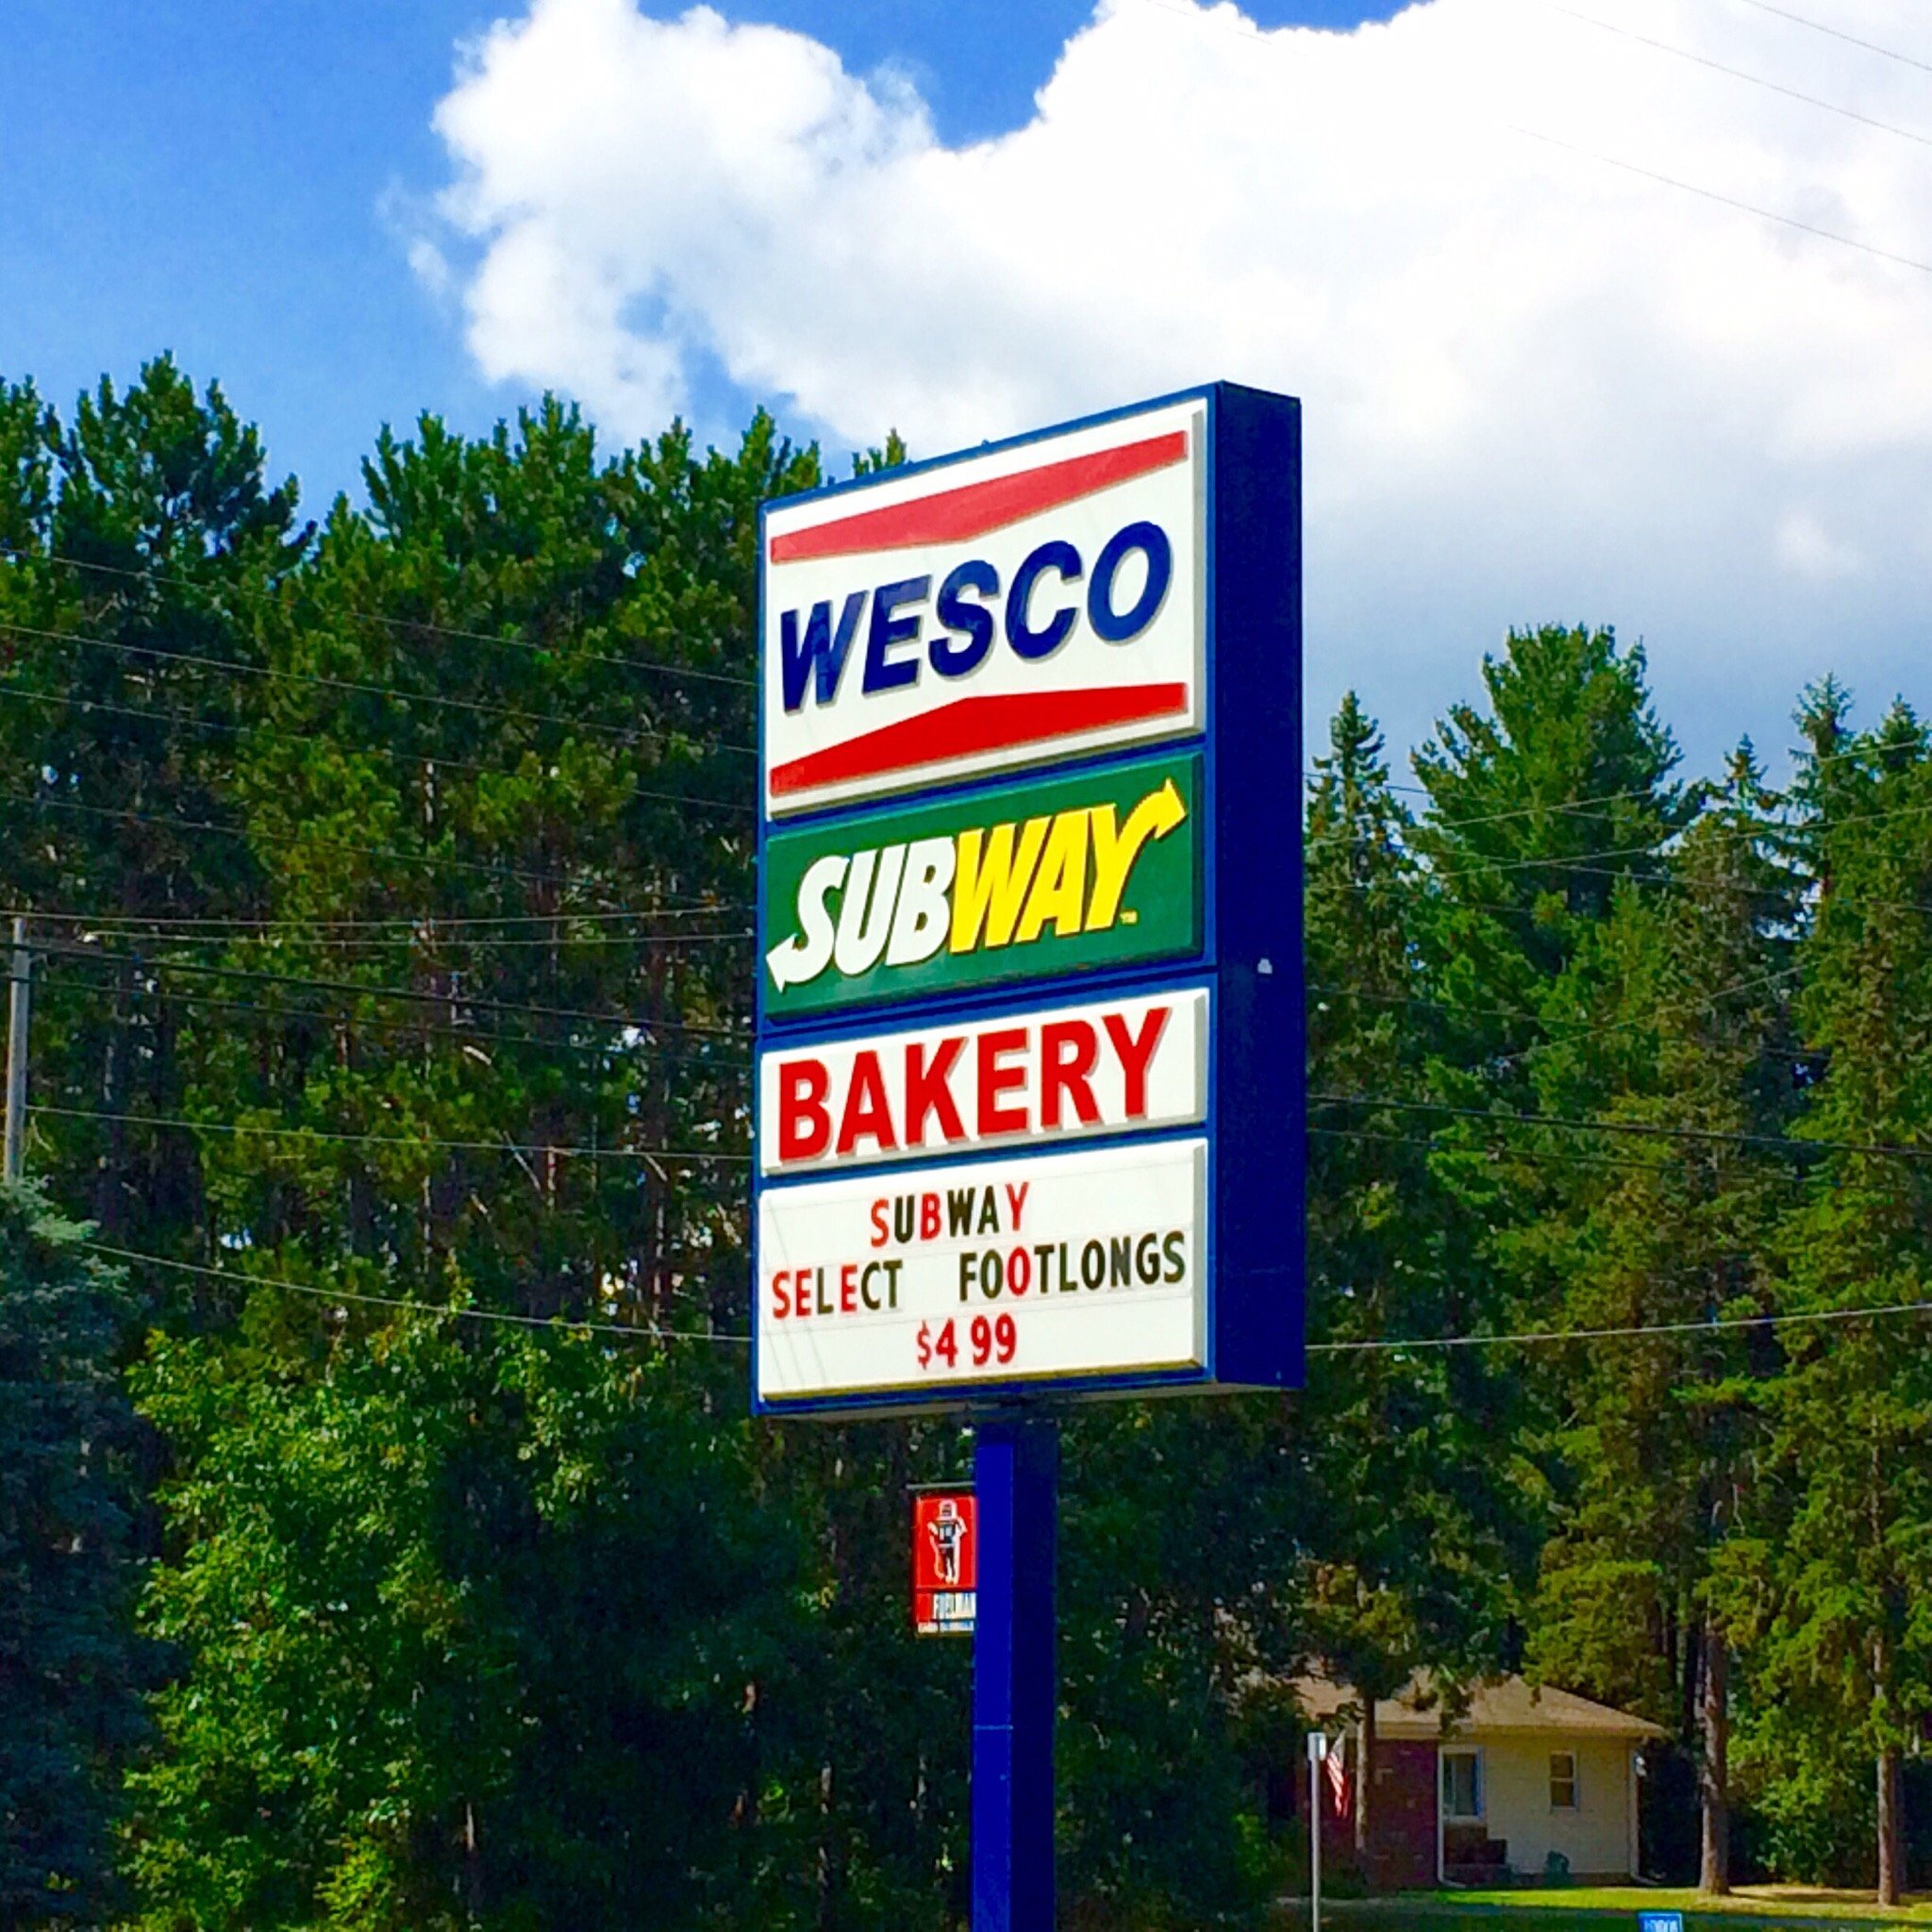 WESCO
SUBWAY
BAKERY
SUBWAY
SELECT FOOTLONGS
$4 99